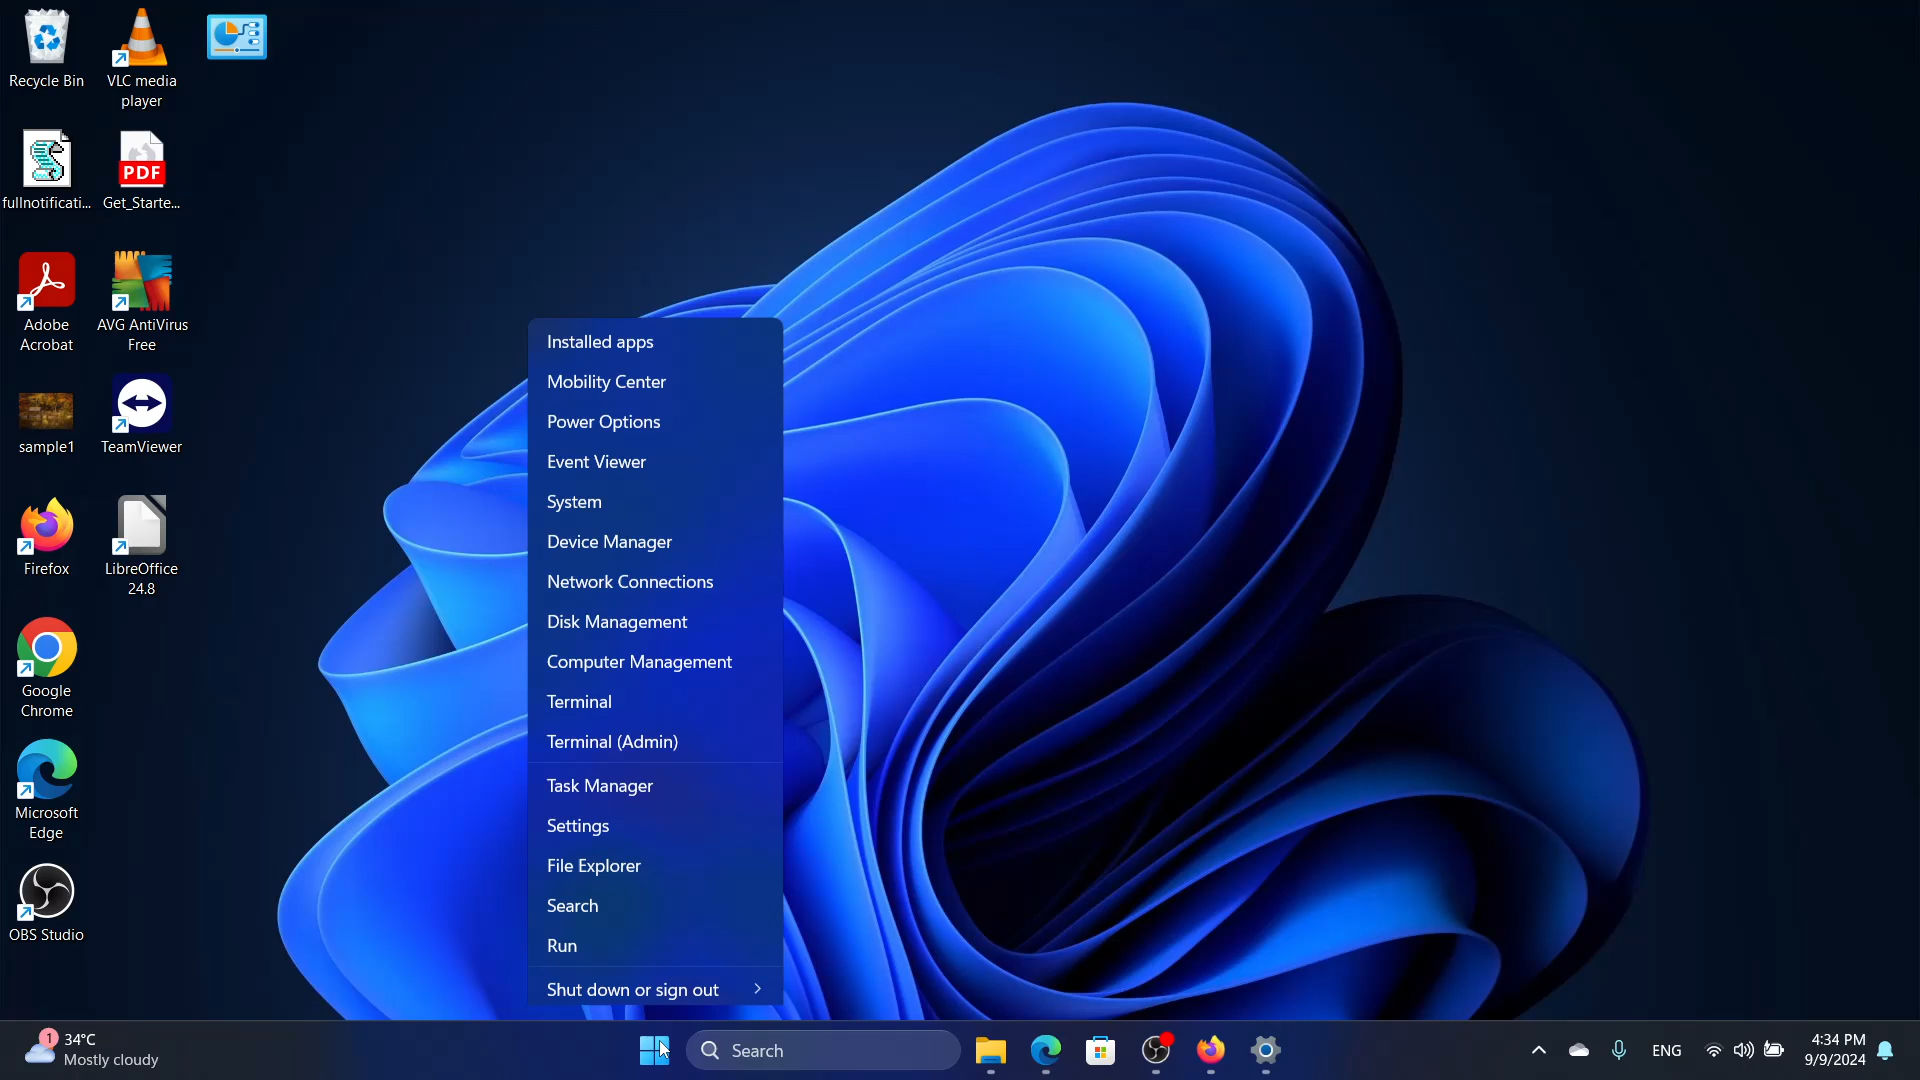 Recycle Bin
VLC media
player
fullnotificati...
PDF
Get_Starte...
Adobe
Acrobat
AVG AntiVirus
Free
sample1
TeamViewer
Firefox
LibreOffice
24.8
Google
Chrome
Microsoft
Edge
OBS Studio
Installed apps
Mobility Center
Power Options
Event Viewer
System
Device Manager
Network Connections
Disk Management
Computer Management
Terminal
Terminal (Admin)
Task Manager
Settings
File Explorer
Search
Run
Shut down or sign out
1
34°C
Mostly cloudy
Search
ENG
4:34 PM
9/9/2024